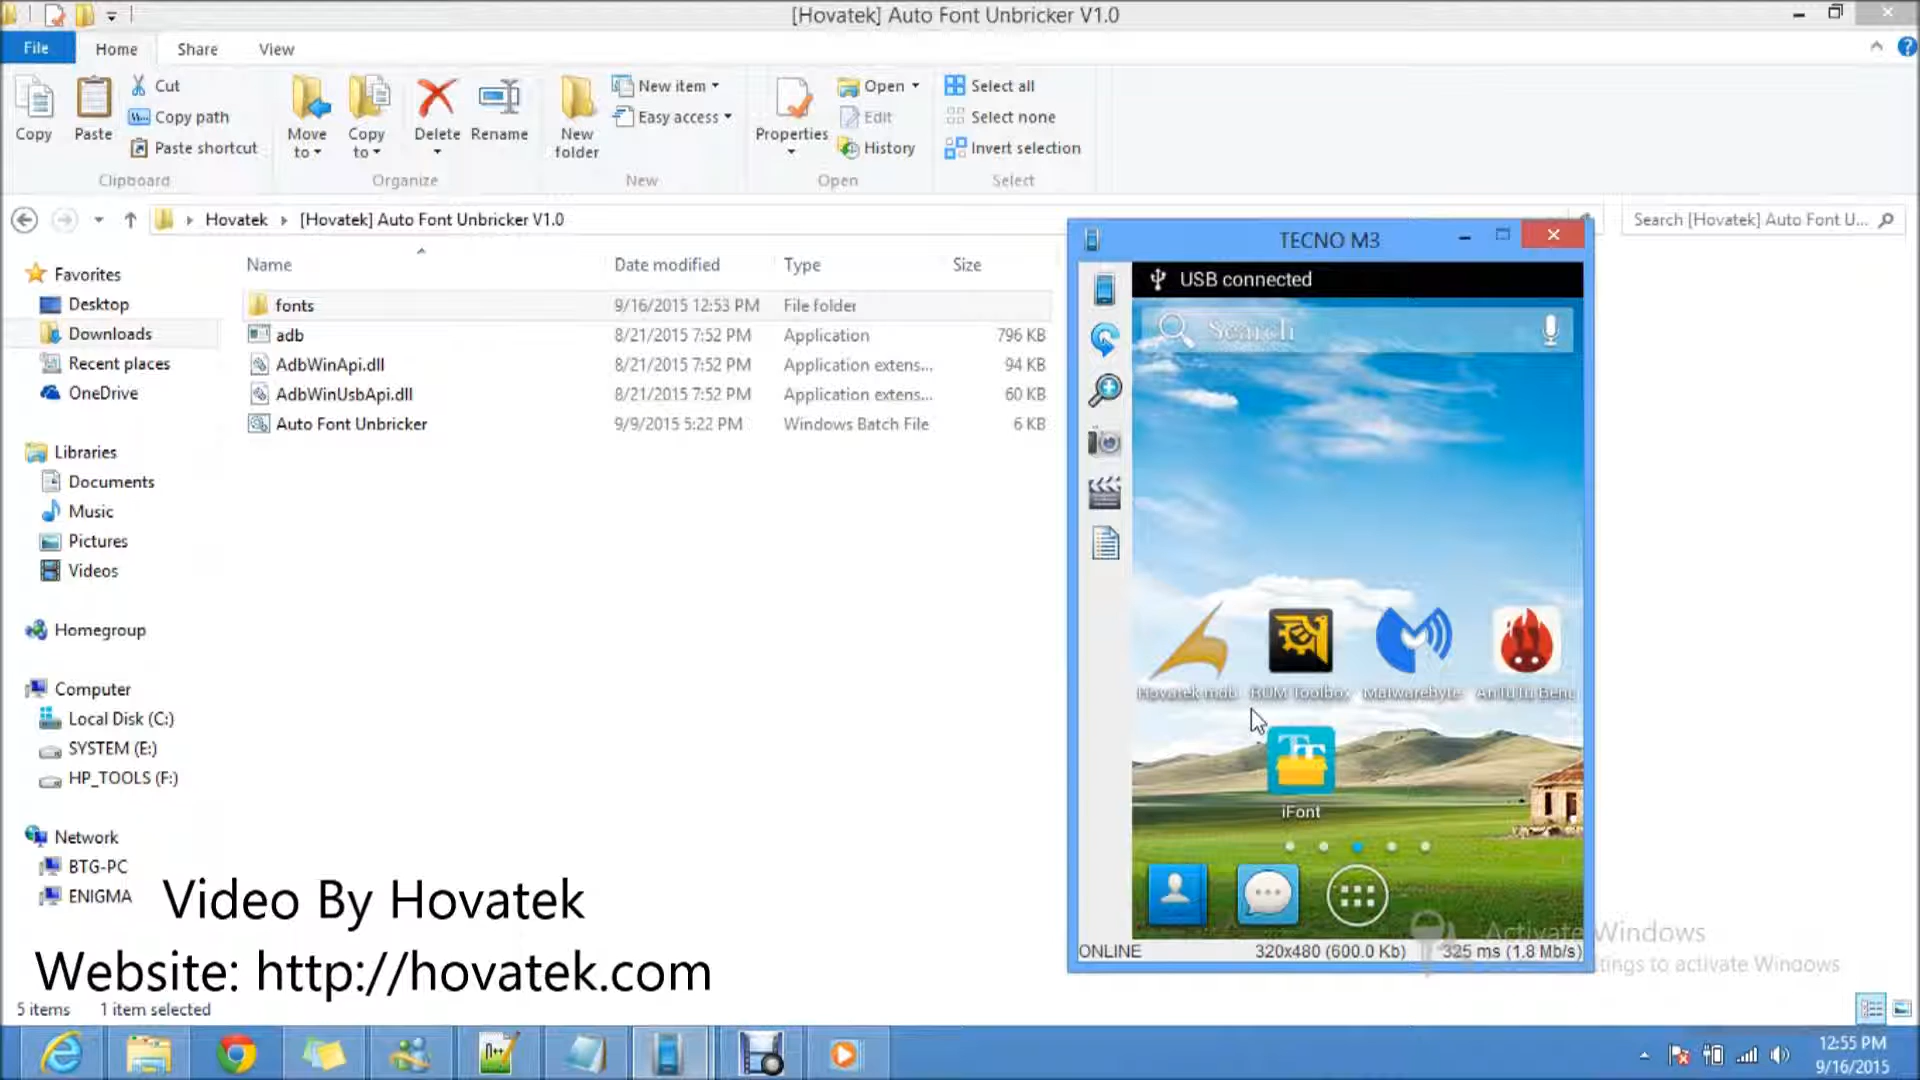 [Hovatek] Auto Font Unbricker V1.0
File Home Share View
Copy
Paste
Cut
Copy path
Paste shortcut
Clipboard
Move to
Copy to
Delete
Rename
Organize
New folder
New item
Easy access
New
Properties
Open
Edit
History
Open
Select all
Select none
Invert selection
Select
Hovatek [Hovatek] Auto Font Unbricker V1.0
Search [Hovatek] Auto Font U...
Name Date modified Type Size
fonts 9/16/2015 12:53 PM File folder
adb 8/21/2015 7:52 PM Application 796 KB
AdbWinApi.dll 8/21/2015 7:52 PM Application extens... 94 KB
AdbWinUsbApi.dll 8/21/2015 7:52 PM Application extens... 60 KB
Auto Font Unbricker 9/9/2015 5:22 PM Windows Batch File 6 KB
Favorites
Desktop
Downloads
Recent places
OneDrive
Libraries
Documents
Music
Pictures
Videos
Homegroup
Computer
Local Disk (C:)
SYSTEM (E:)
HP_TOOLS (F:)
Network
BTG-PC
ENIGMA
TECNO M3
USB connected
Search
Hovatek mdb ROM Toolbox Malwarebyte AnTuTu Benc
iFont
ONLINE 320x480 (600.0 Kb) 325 ms (1.8 Mb/s)
Activate Windows
tings to activate Windows
Video By Hovatek
Website: http://hovatek.com
5 items 1 item selected
12:55 PM
9/16/2015